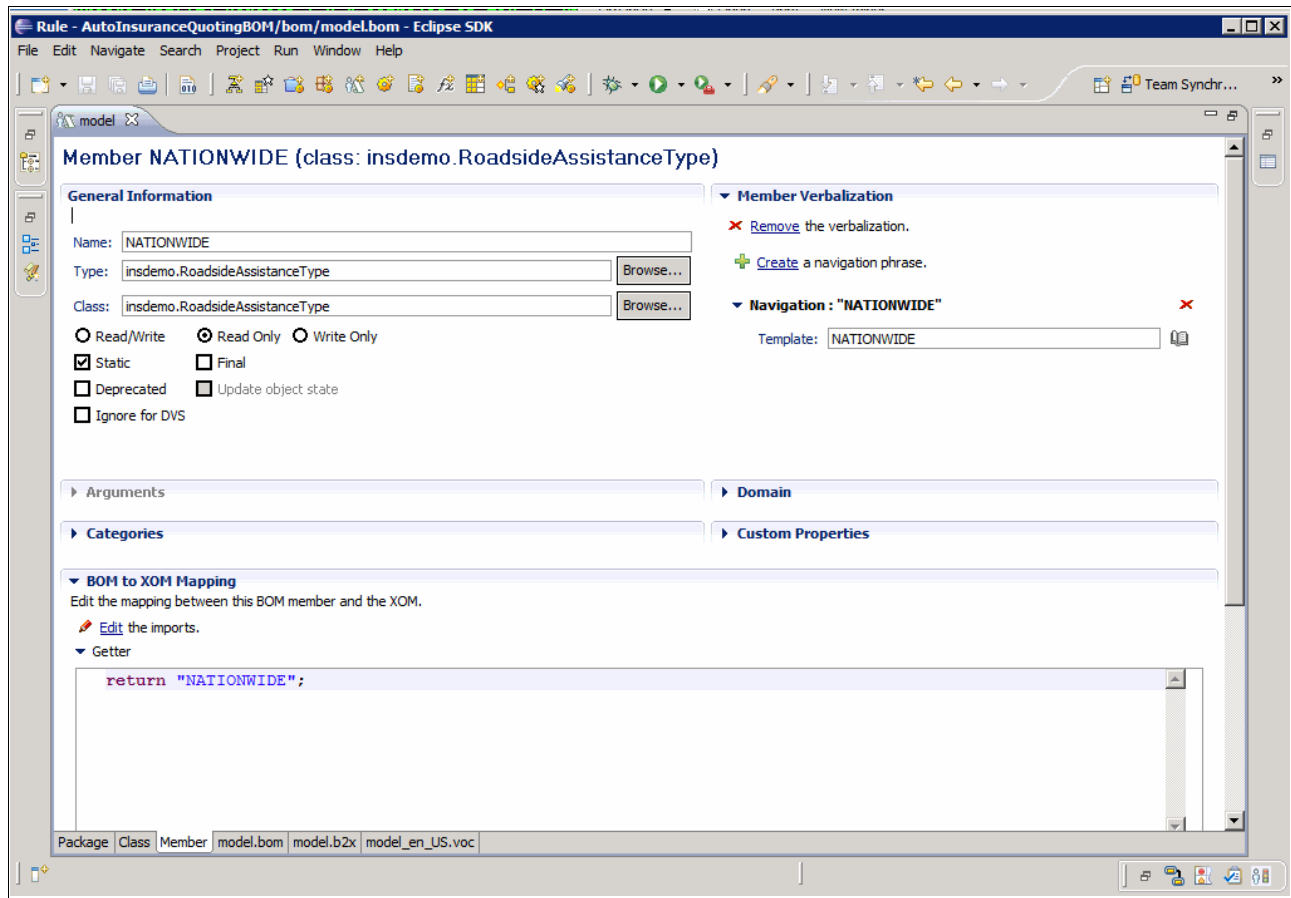 Rule - AutoInsuranceQuotingBOM/bom/model.bom - Eclipse SDK
File Edit Navigate Search Project Run Window Help
Team Synchr... »
model
Member NATIONWIDE (class: insdemo.RoadsideAssistanceType)
General Information
Name: NATIONWIDE
Type: insdemo.RoadsideAssistanceType Browse...
Class: insdemo.RoadsideAssistanceType Browse...
Read/Write Read Only Write Only
Static Final
Deprecated Update object state
Ignore for DVS
Member Verbalization
Remove the verbalization.
Create a navigation phrase.
Navigation : "NATIONWIDE"
Template: NATIONWIDE
Arguments
Domain
Categories
Custom Properties
BOM to XOM Mapping
Edit the mapping between this BOM member and the XOM.
Edit the imports.
Getter
return "NATIONWIDE";
Package Class Member model.bom model.b2x model_en_US.voc